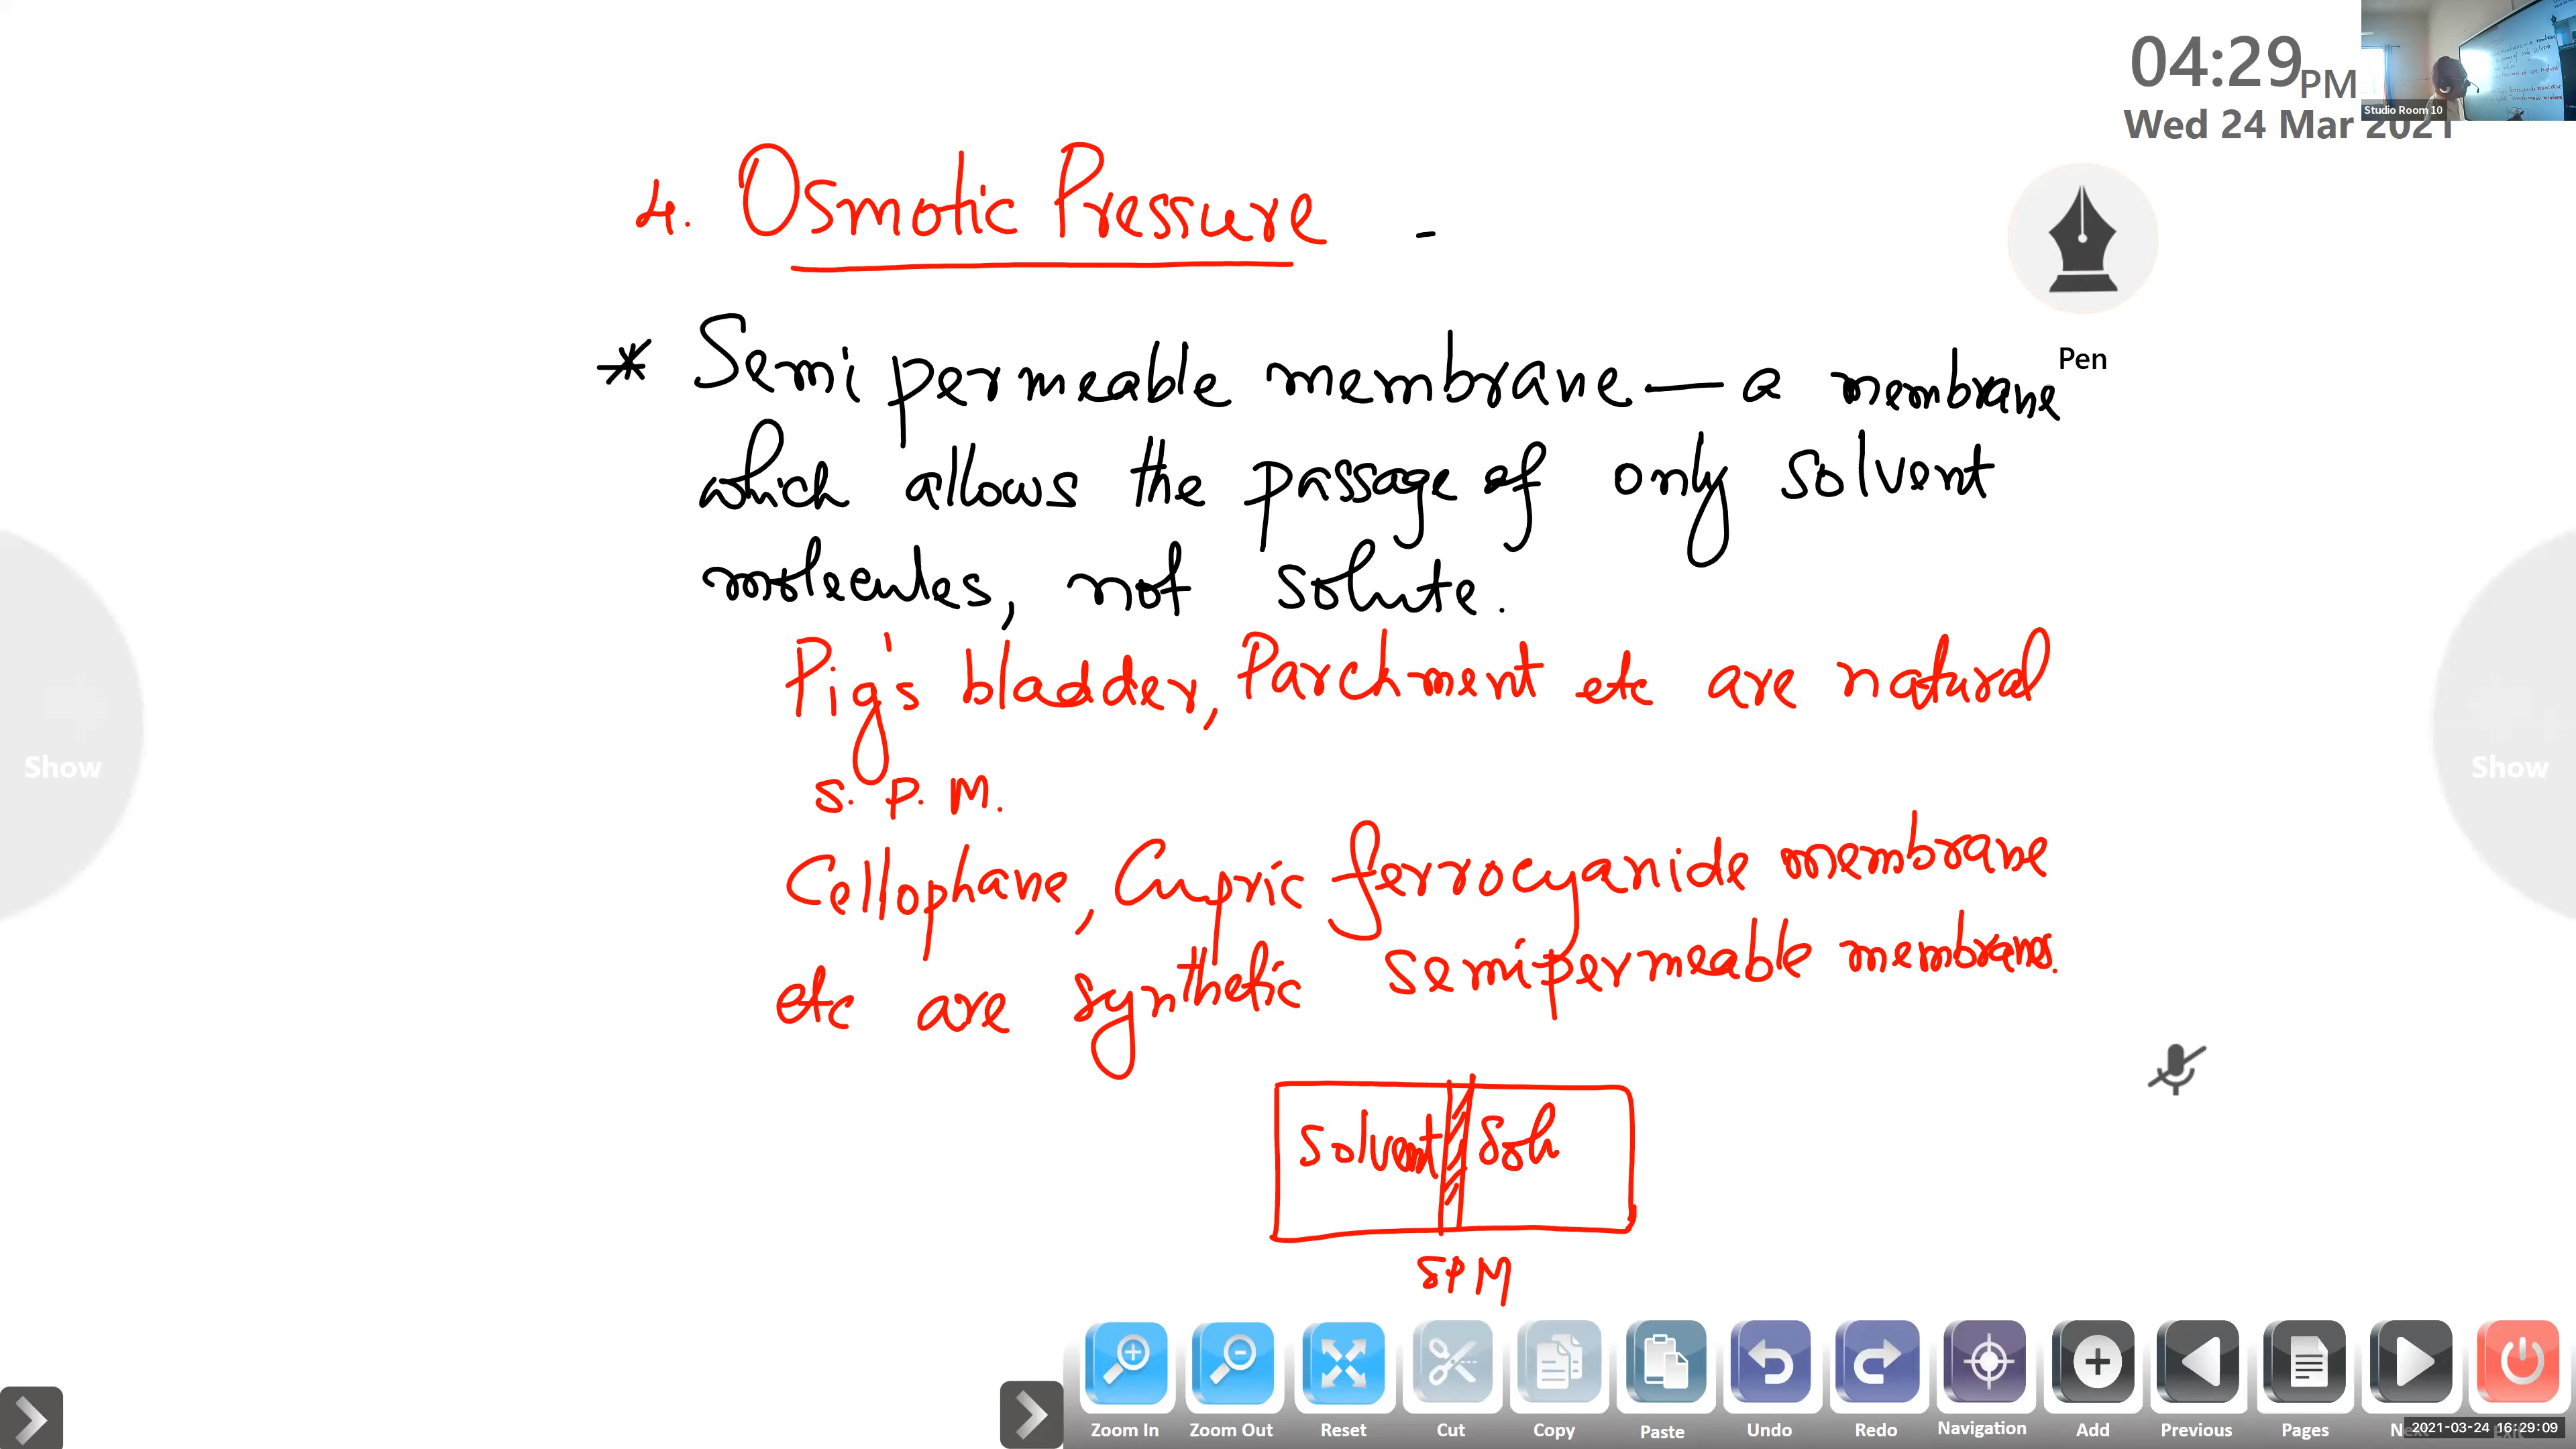 04:29 PM
Studio Room 10
Wed 24 Mar 2021
4. Osmotic Pressure -
Pen
* Semi permeable membrane — a membrane
which allows the passage of only solvent
molecules, not solute.
Pig's bladder, Parchment etc are natural
S. P. M.
Show
Show
Cellophane, Cupric ferrocyanide membrane
etc are synthetic semipermeable membranes.
Solvent Soln
SPM
Zoom In Zoom Out Reset Cut Copy Paste Undo Redo Navigation Add Previous Pages
2021-03-24 16:29:09